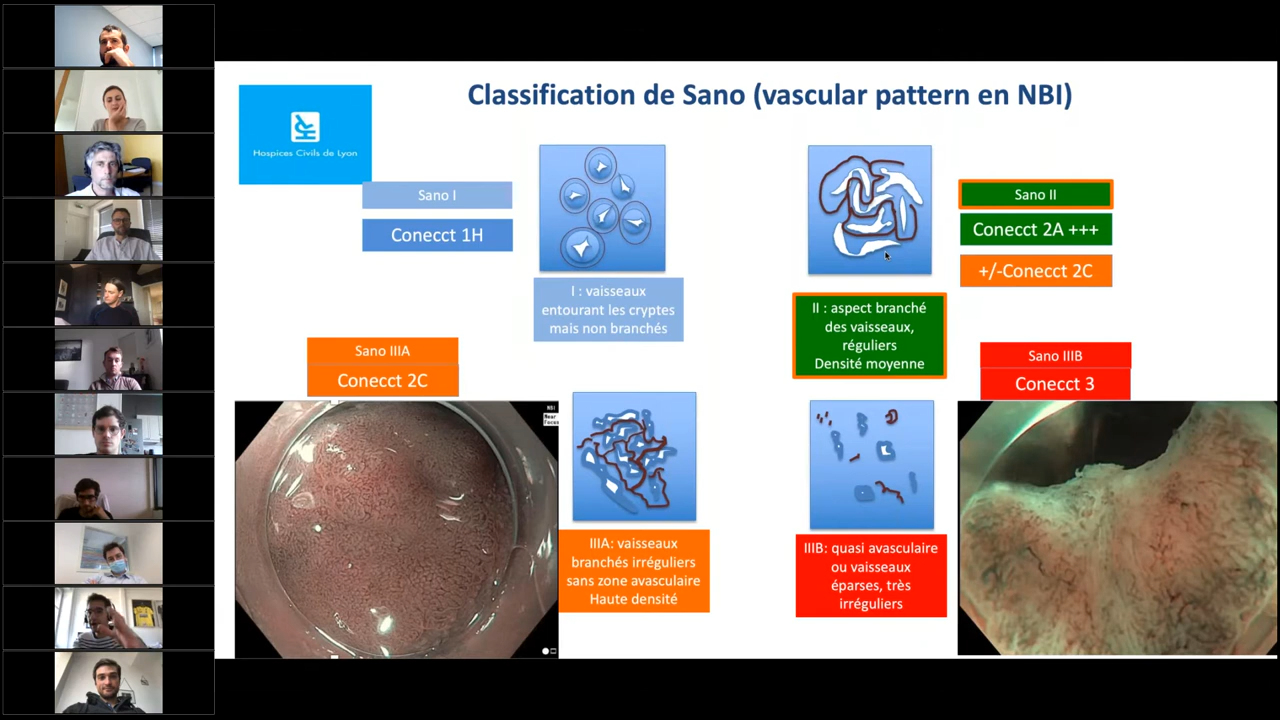 Classification de Sano (vascular pattern en NBI)
Hospices Civils de Lyon
Sano I
Conecct 1H
I : vaisseaux
entourant les cryptes
mais non branchés
Sano II
Conecct 2A +++
+/-Conecct 2C
II : aspect branché
des vaisseaux,
réguliers
Densité moyenne
Sano IIIA
Conecct 2C
NBI
Near
Focus
IIIA: vaisseaux
branchés irréguliers
sans zone avasculaire
Haute densité
Sano IIIB
Conecct 3
IIIB: quasi avasculaire
ou vaisseaux
éparses, très
irréguliers